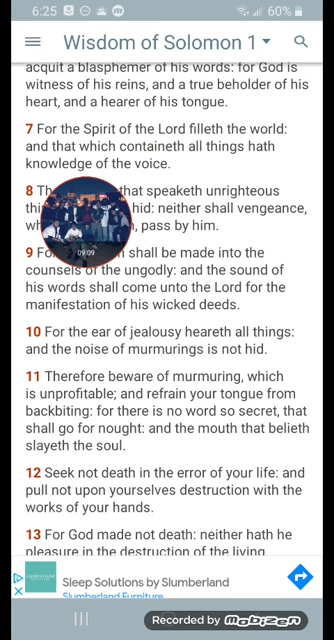 6:25 60%
Wisdom of Solomon 1
acquit a blasphemer of his words: for God is
witness of his reins, and a true beholder of his
heart, and a hearer of his tongue.
7 For the Spirit of the Lord filleth the world:
and that which containeth all things hath
knowledge of the voice.
8 that speaketh unrighteous
hid: neither shall vengeance,
pass by him.
9 shall be made into the
counsels of the ungodly: and the sound of
his words shall come unto the Lord for the
manifestation of his wicked deeds.
09:09
10 For the ear of jealousy heareth all things:
and the noise of murmurings is not hid.
11 Therefore beware of murmuring, which
is unprofitable; and refrain your tongue from
backbiting: for there is no word so secret, that
shall go for nought: and the mouth that belieth
slayeth the soul.
12 Seek not death in the error of your life: and
pull not upon yourselves destruction with the
works of your hands.
13 For God made not death: neither hath he
pleasure in the destruction of the living
Sleep Solutions by Slumberland
Slumberland Furniture
Recorded by mobizen